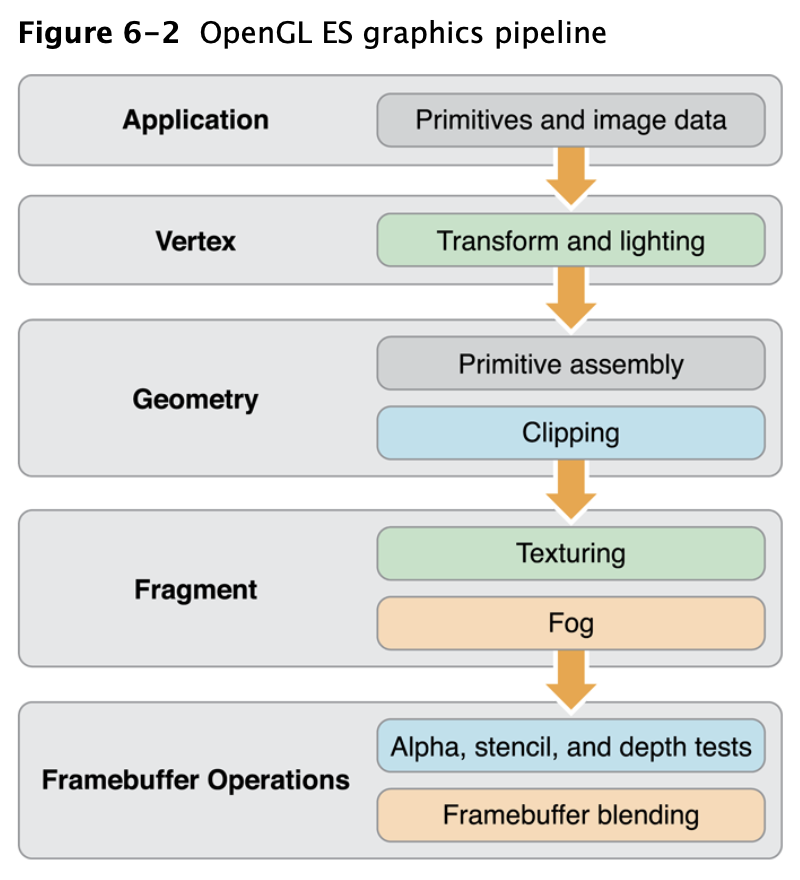 Figure 6–2 OpenGL ES graphics pipeline
Application
Primitives and image data
Vertex
Transform and lighting
Geometry
Primitive assembly
Clipping
Fragment
Texturing
Fog
Framebuffer Operations
Alpha, stencil, and depth tests
Framebuffer blending